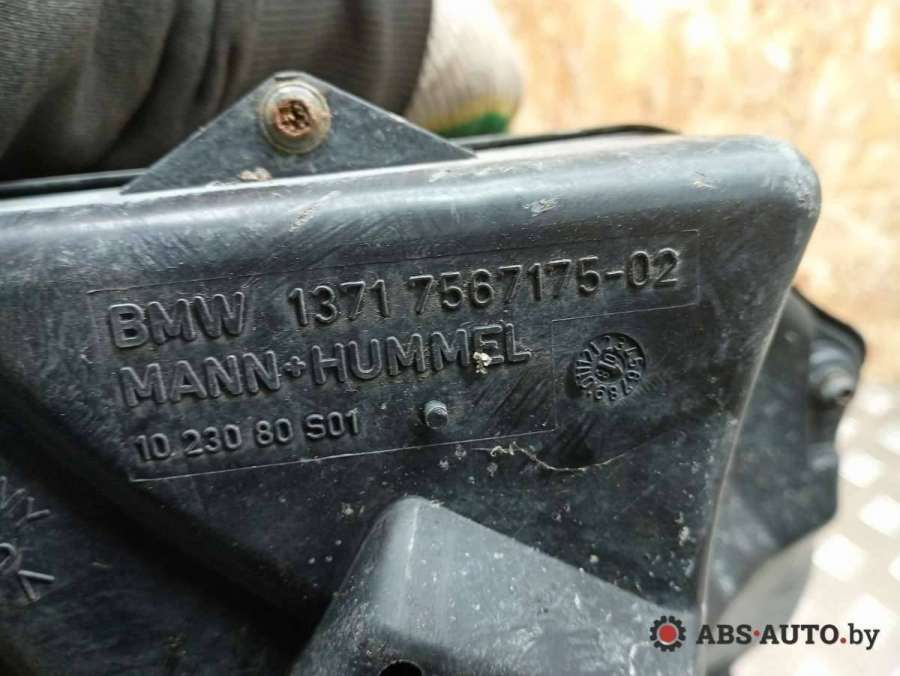 BMW 1371 7567175-02
MANN+HUMMEL
10 230 80 S01
ABS-AUTO.by